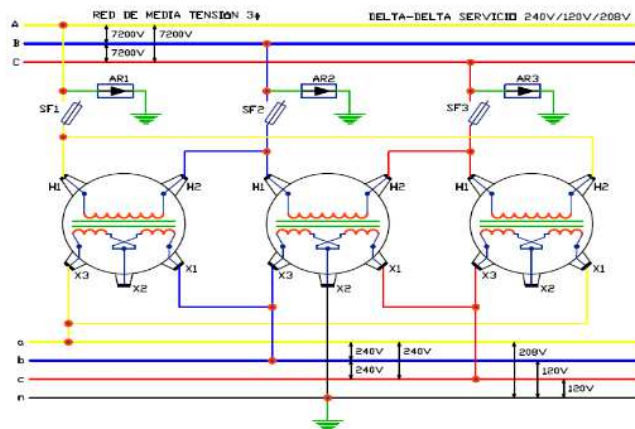 RED DE MEDIA TENSION 3ϕ DELTA-DELTA SERVICIO 240V/120V/208V
A
7200V 7200V
B
7200V
C
AR1 AR2 AR3
SF1 SF2 SF3
H1 H2 H1 H2 H1 H2
X3 X2 X1 X3 X2 X1 X3 X2 X1
a
240V 240V 208V
b
240V 120V
c
120V
n